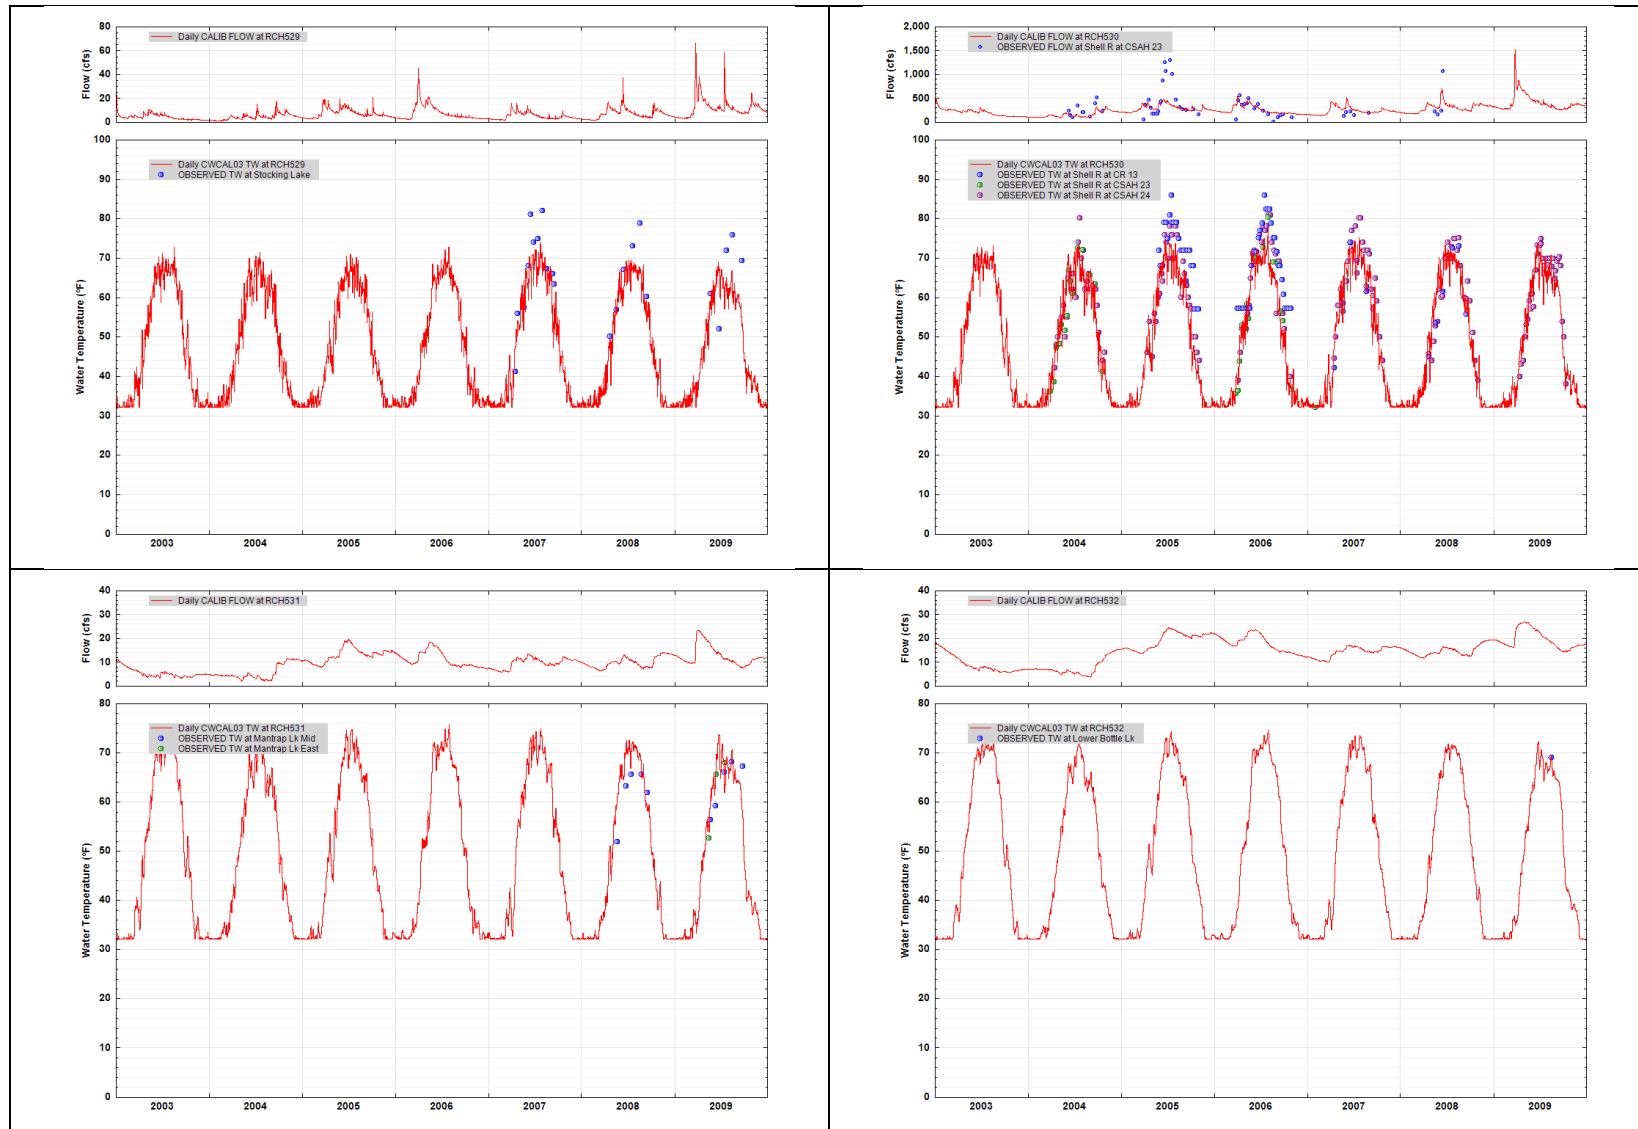 80
60
40
20
0
Flow (cfs)
Daily CALIB FLOW at RCH529
100
90
80
70
60
50
40
30
20
10
0
Water Temperature (°F)
Daily CWCAL03 TW at RCH529
OBSERVED TW at Stocking Lake
2003 2004 2005 2006 2007 2008 2009
2,000
1,500
1,000
500
0
Flow (cfs)
Daily CALIB FLOW at RCH530
OBSERVED FLOW at Shell R at CSAH 23
100
90
80
70
60
50
40
30
20
10
0
Water Temperature (°F)
Daily CWCAL03 TW at RCH530
OBSERVED TW at Shell R at CR 13
OBSERVED TW at Shell R at CSAH 23
OBSERVED TW at Shell R at CSAH 24
2003 2004 2005 2006 2007 2008 2009
40
30
20
10
0
Flow (cfs)
Daily CALIB FLOW at RCH531
80
70
60
50
40
30
20
10
0
Water Temperature (°F)
Daily CWCAL03 TW at RCH531
OBSERVED TW at Mantrap Lk Mid
OBSERVED TW at Mantrap Lk East
2003 2004 2005 2006 2007 2008 2009
40
30
20
10
0
Flow (cfs)
Daily CALIB FLOW at RCH532
80
70
60
50
40
30
20
10
0
Water Temperature (°F)
Daily CWCAL03 TW at RCH532
OBSERVED TW at Lower Bottle Lk
2003 2004 2005 2006 2007 2008 2009